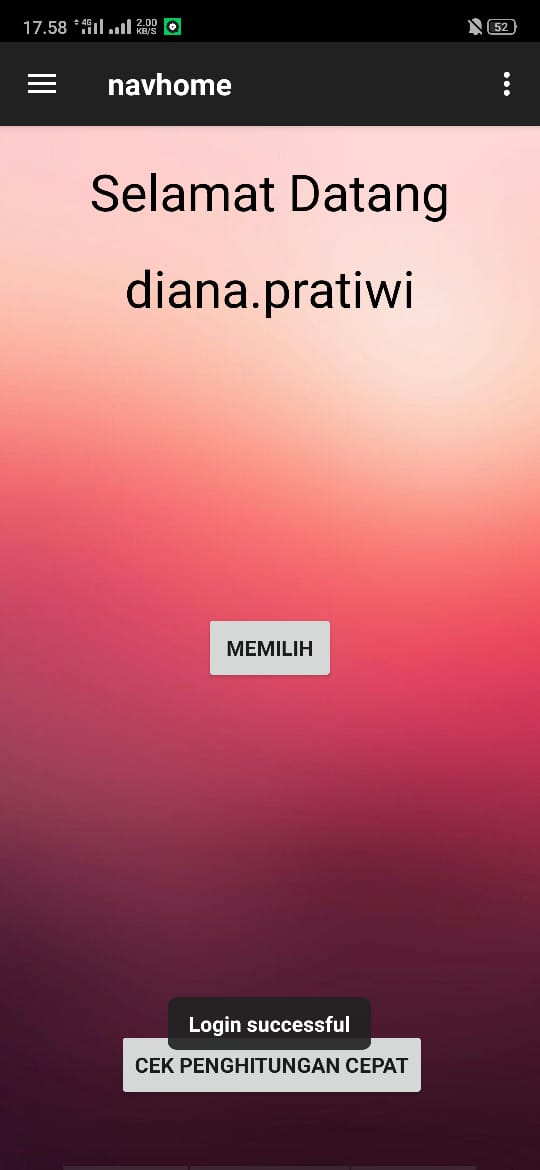 17.58 4G 2.00 KB/S 52
navhome
Selamat Datang
diana.pratiwi
MEMILIH
Login successful
CEK PENGHITUNGAN CEPAT